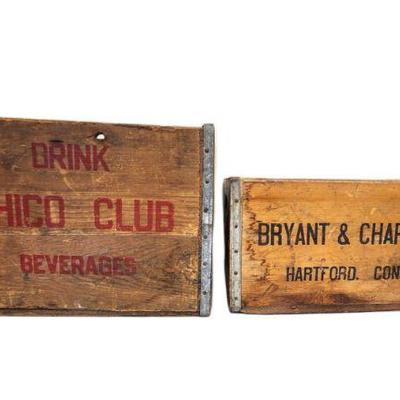 DRINK
HICO CLUB
BEVERAGES
BRYANT & CHAP
HARTFORD. CON